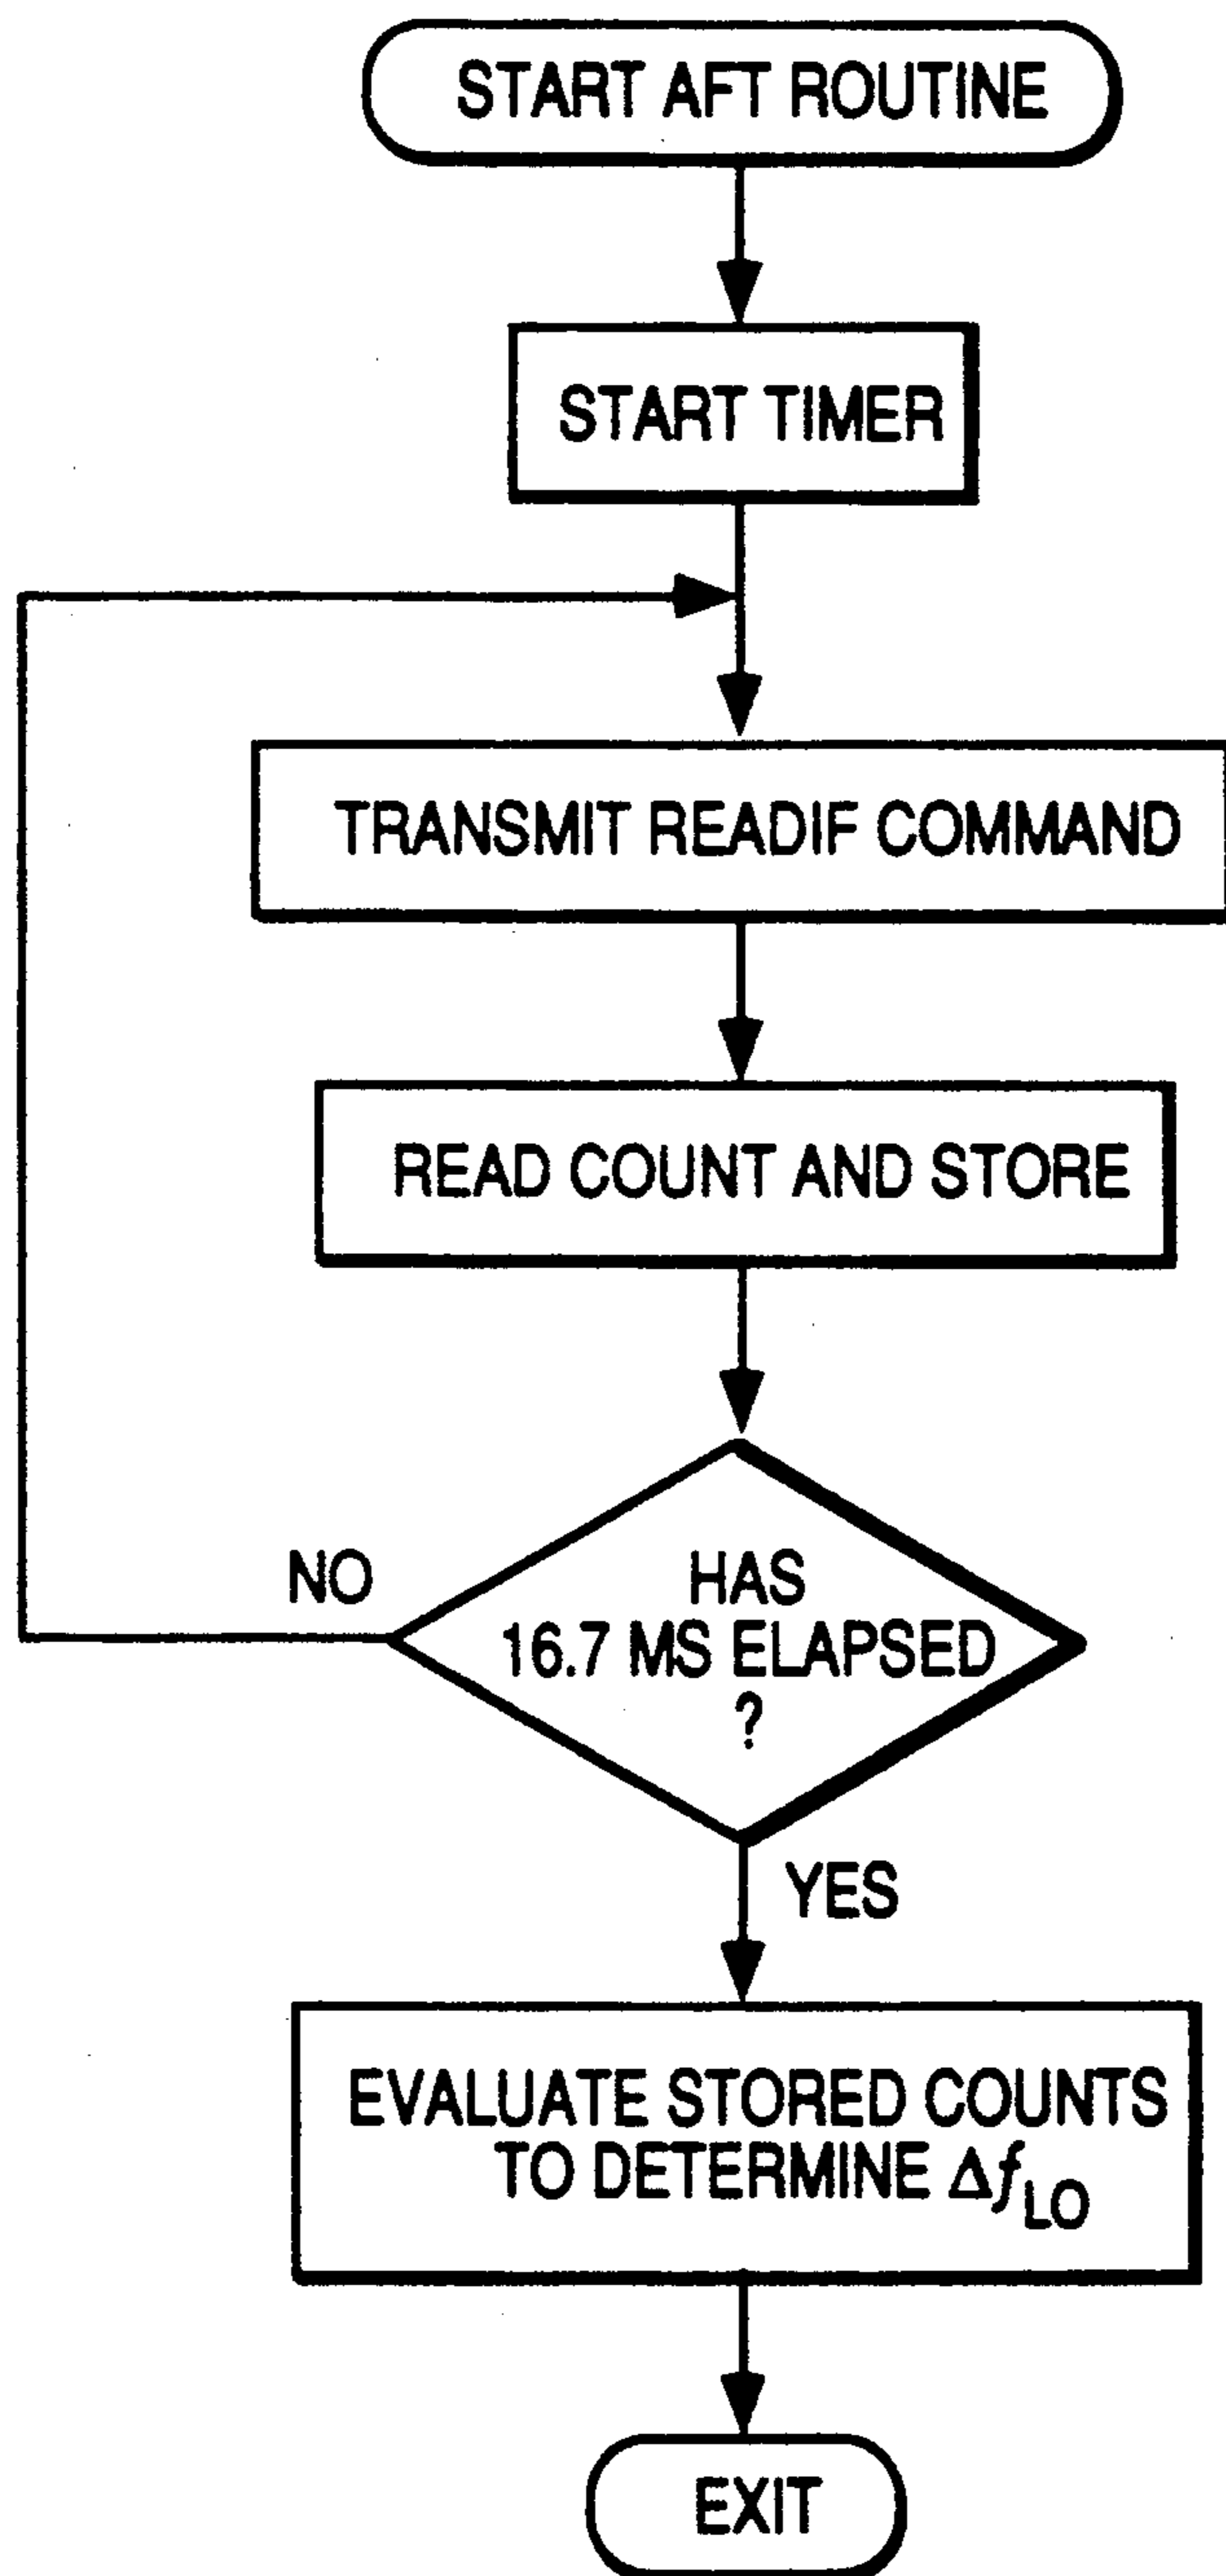 START AFT ROUTINE
START TIMER
TRANSMIT READIF COMMAND
READ COUNT AND STORE
HAS
16.7 MS ELAPSED
?
NO
YES
EVALUATE STORED COUNTS
TO DETERMINE Δf_LO
EXIT